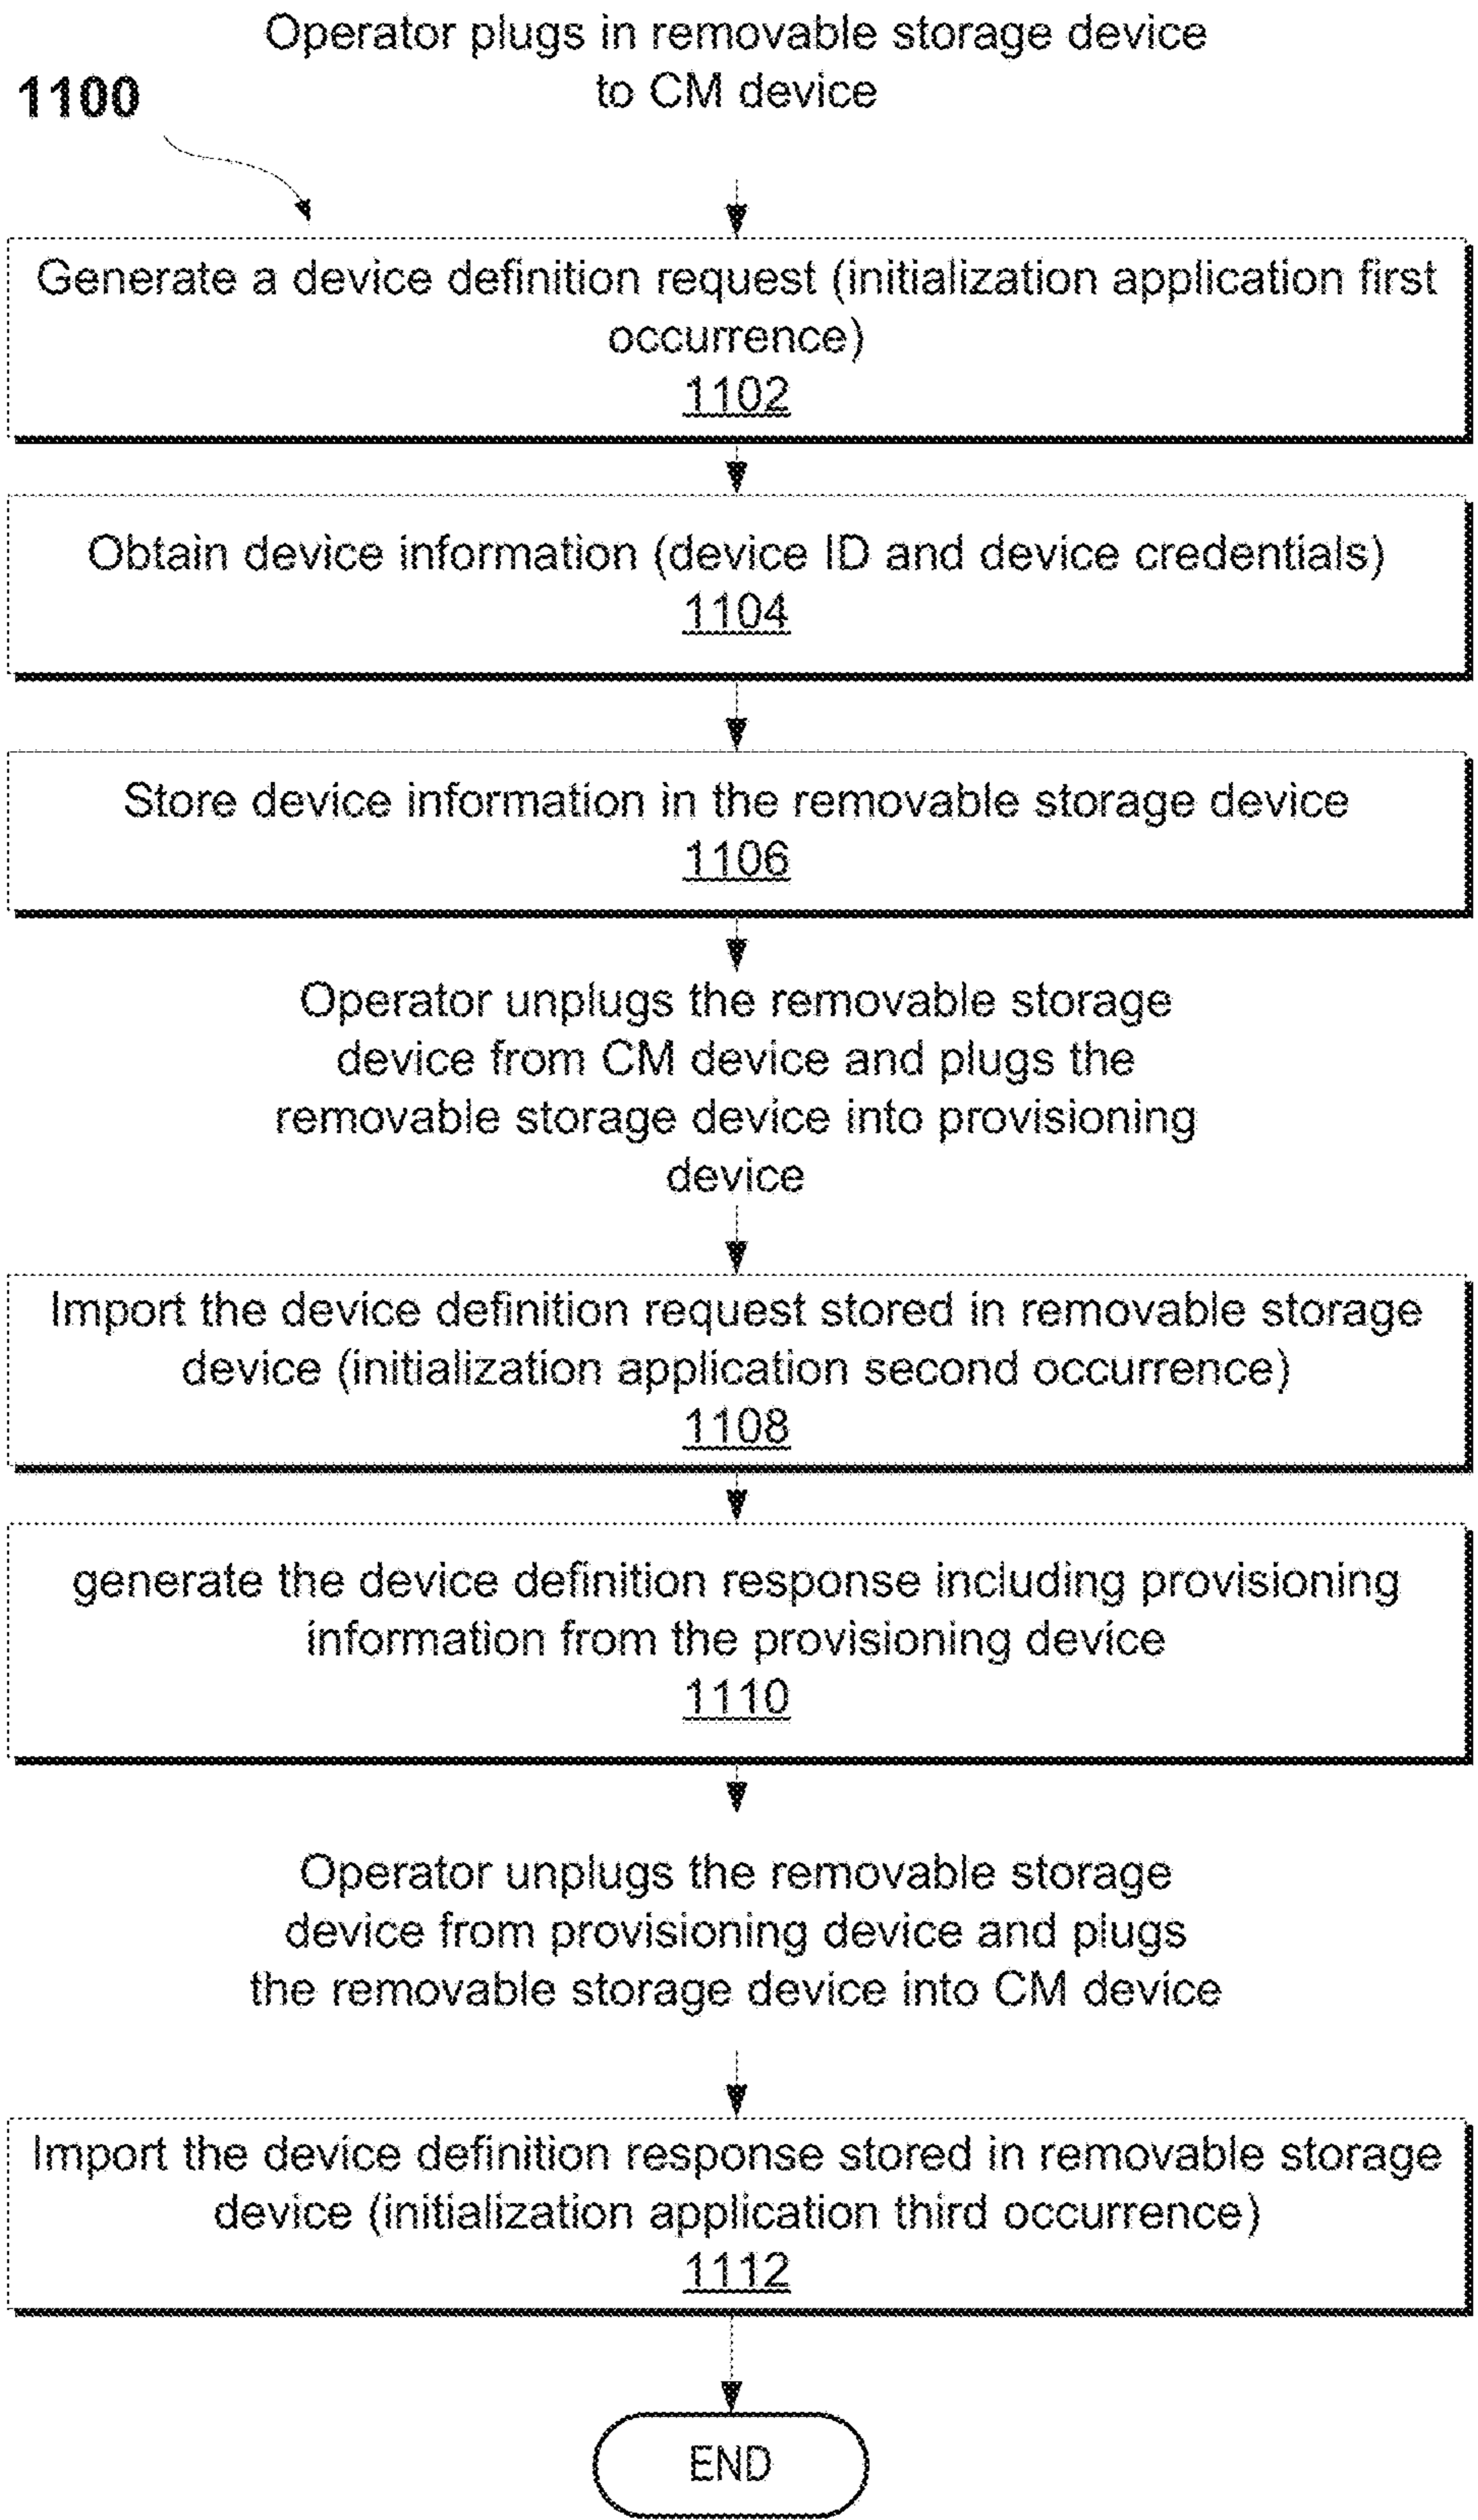 Operator plugs in removable storage device
to CM device
1100
Generate a device definition request (initialization application first
occurrence)
1102
Obtain device information (device ID and device credentials)
1104
Store device information in the removable storage device
1106
Operator unplugs the removable storage
device from CM device and plugs the
removable storage device into provisioning
device
Import the device definition request stored in removable storage
device (initialization application second occurrence)
1108
generate the device definition response including provisioning
information from the provisioning device
1110
Operator unplugs the removable storage
device from provisioning device and plugs
the removable storage device into CM device
Import the device definition response stored in removable storage
device (initialization application third occurrence)
1112
END